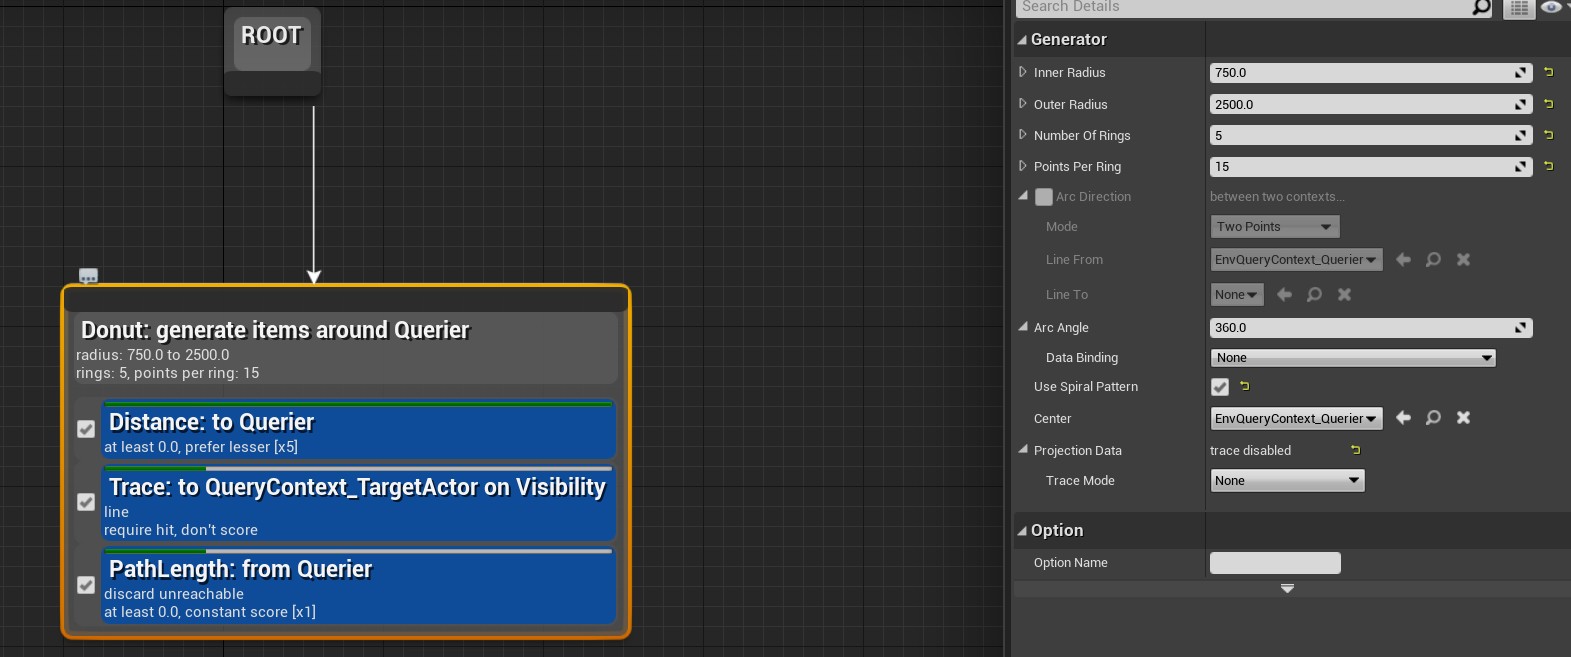 ROOT
Donut: generate items around Querier
radius: 750.0 to 2500.0
rings: 5, points per ring: 15
Distance: to Querier
at least 0.0, prefer lesser [x5]
Trace: to QueryContext_TargetActor on Visibility
line
require hit, don't score
PathLength: from Querier
discard unreachable
at least 0.0, constant score [x1]
Search Details
Generator
Inner Radius 750.0
Outer Radius 2500.0
Number Of Rings 5
Points Per Ring 15
Arc Direction between two contexts...
Mode Two Points
Line From EnvQueryContext_Querier
Line To None
Arc Angle 360.0
Data Binding None
Use Spiral Pattern
Center EnvQueryContext_Querier
Projection Data trace disabled
Trace Mode None
Option
Option Name